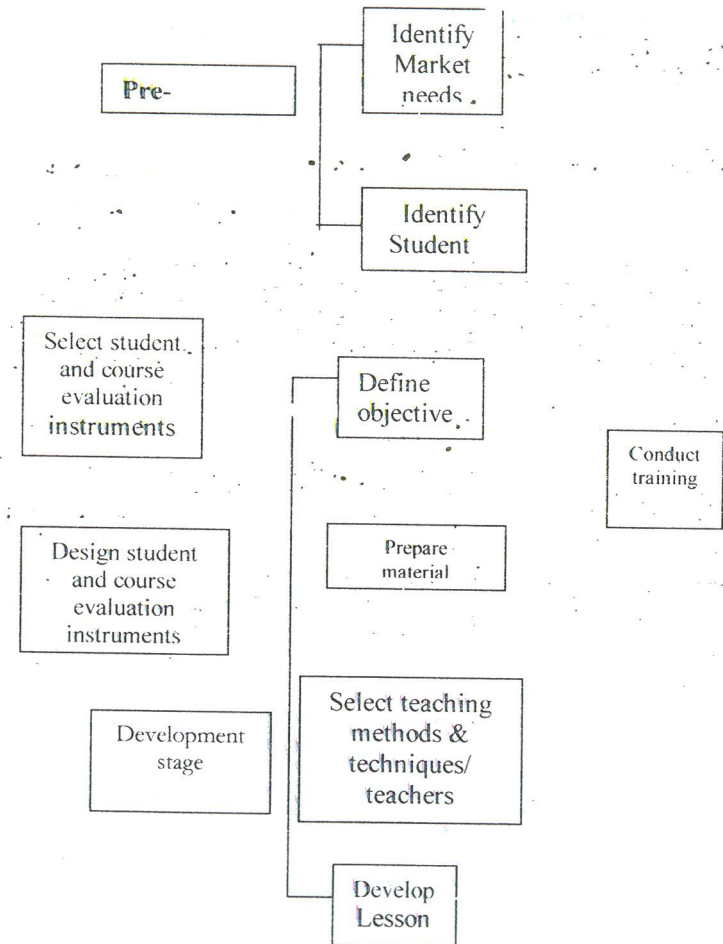 Identify
Market
needs
Pre-
Identify
Student
Select student
and course
evaluation
instruments
Define
objective
Conduct
training
Design student
and course
evaluation
instruments
Prepare
material
Select teaching
methods &
techniques/
teachers
Development
stage
Develop
Lesson